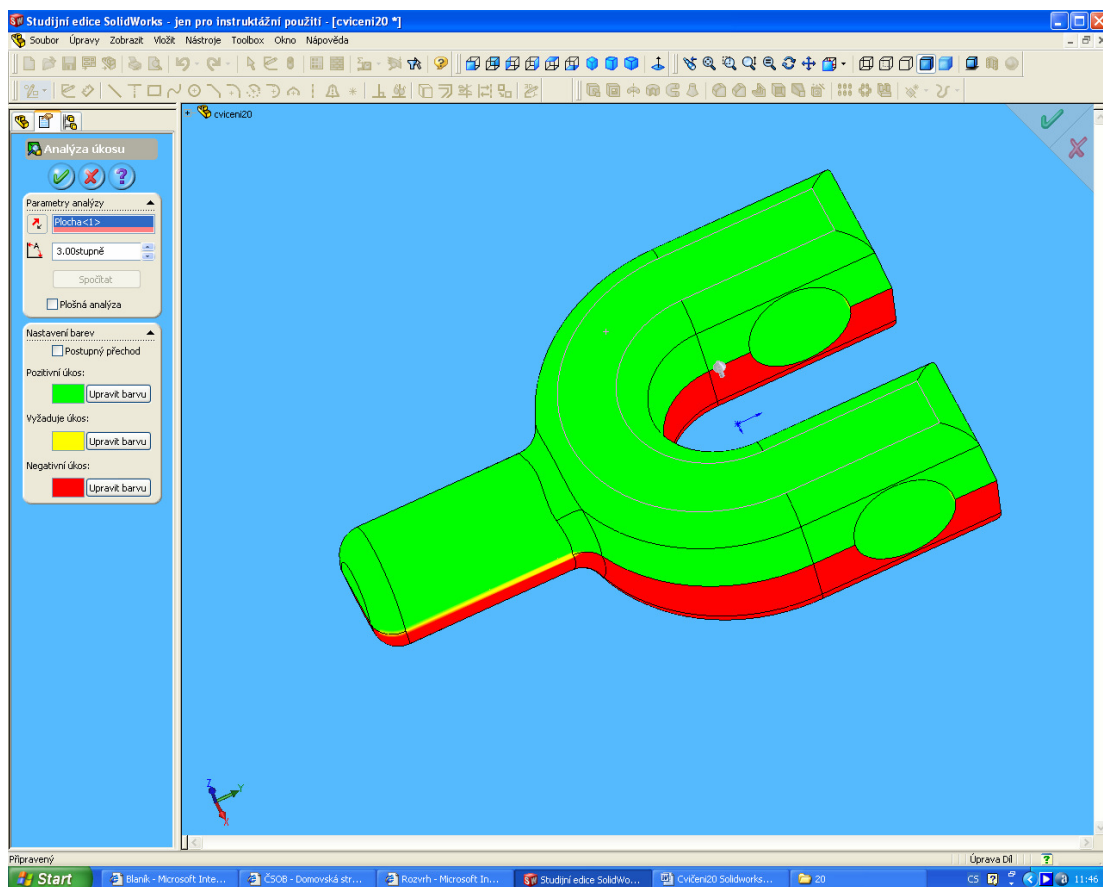 Studijní edice SolidWorks - jen pro instruktážní použití - [cviceni20 *]
Soubor Úpravy Zobrazit Vložit Nástroje Toolbox Okno Nápověda
cviceni20
Analýza úkosu
Parametry analýzy
Plocha<1>
3.00stupně
Spočítat
Plošná analýza
Nastavení barev
Postupný přechod
Pozitivní úkos:
Upravit barvu
Vyžaduje úkos:
Upravit barvu
Negativní úkos:
Upravit barvu
Z
Y
X
Připravený
Úprava Díl
Start
Blaník - Microsoft Inte...
ČSOB - Domovská str...
Rozvrh - Microsoft In...
Studijní edice SolidWo...
Cvičení20 Solidworks...
20
CS
11:46